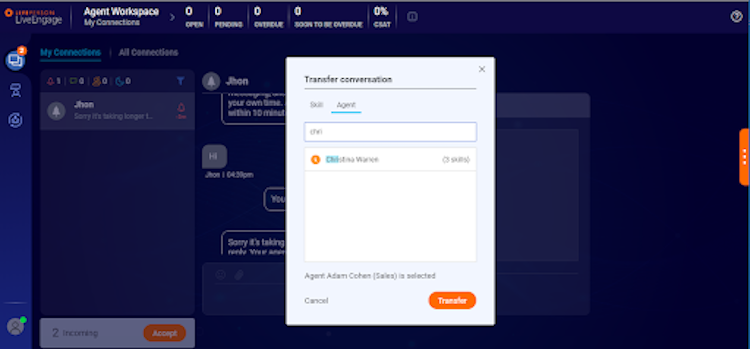 LIVEPERSON
LiveEngage
Agent Workspace
My Connections
0
OPEN
0
PENDING
0
OVERDUE
0
SOON TO BE OVERDUE
0%
CSAT
2
My Connections
All Connections
1
0
0
0
Jhon
Sorry it's taking longer t...
Jhon
your own time.
within 10 minut
Hi
Jhon | 04:39pm
You
Sorry it's taking
reply. Your agen
Transfer conversation
Skill
Agent
chri
Christina Warren
(3 skills)
Agent Adam Cohen (Sales) is selected
Cancel
Transfer
2 Incoming
Accept